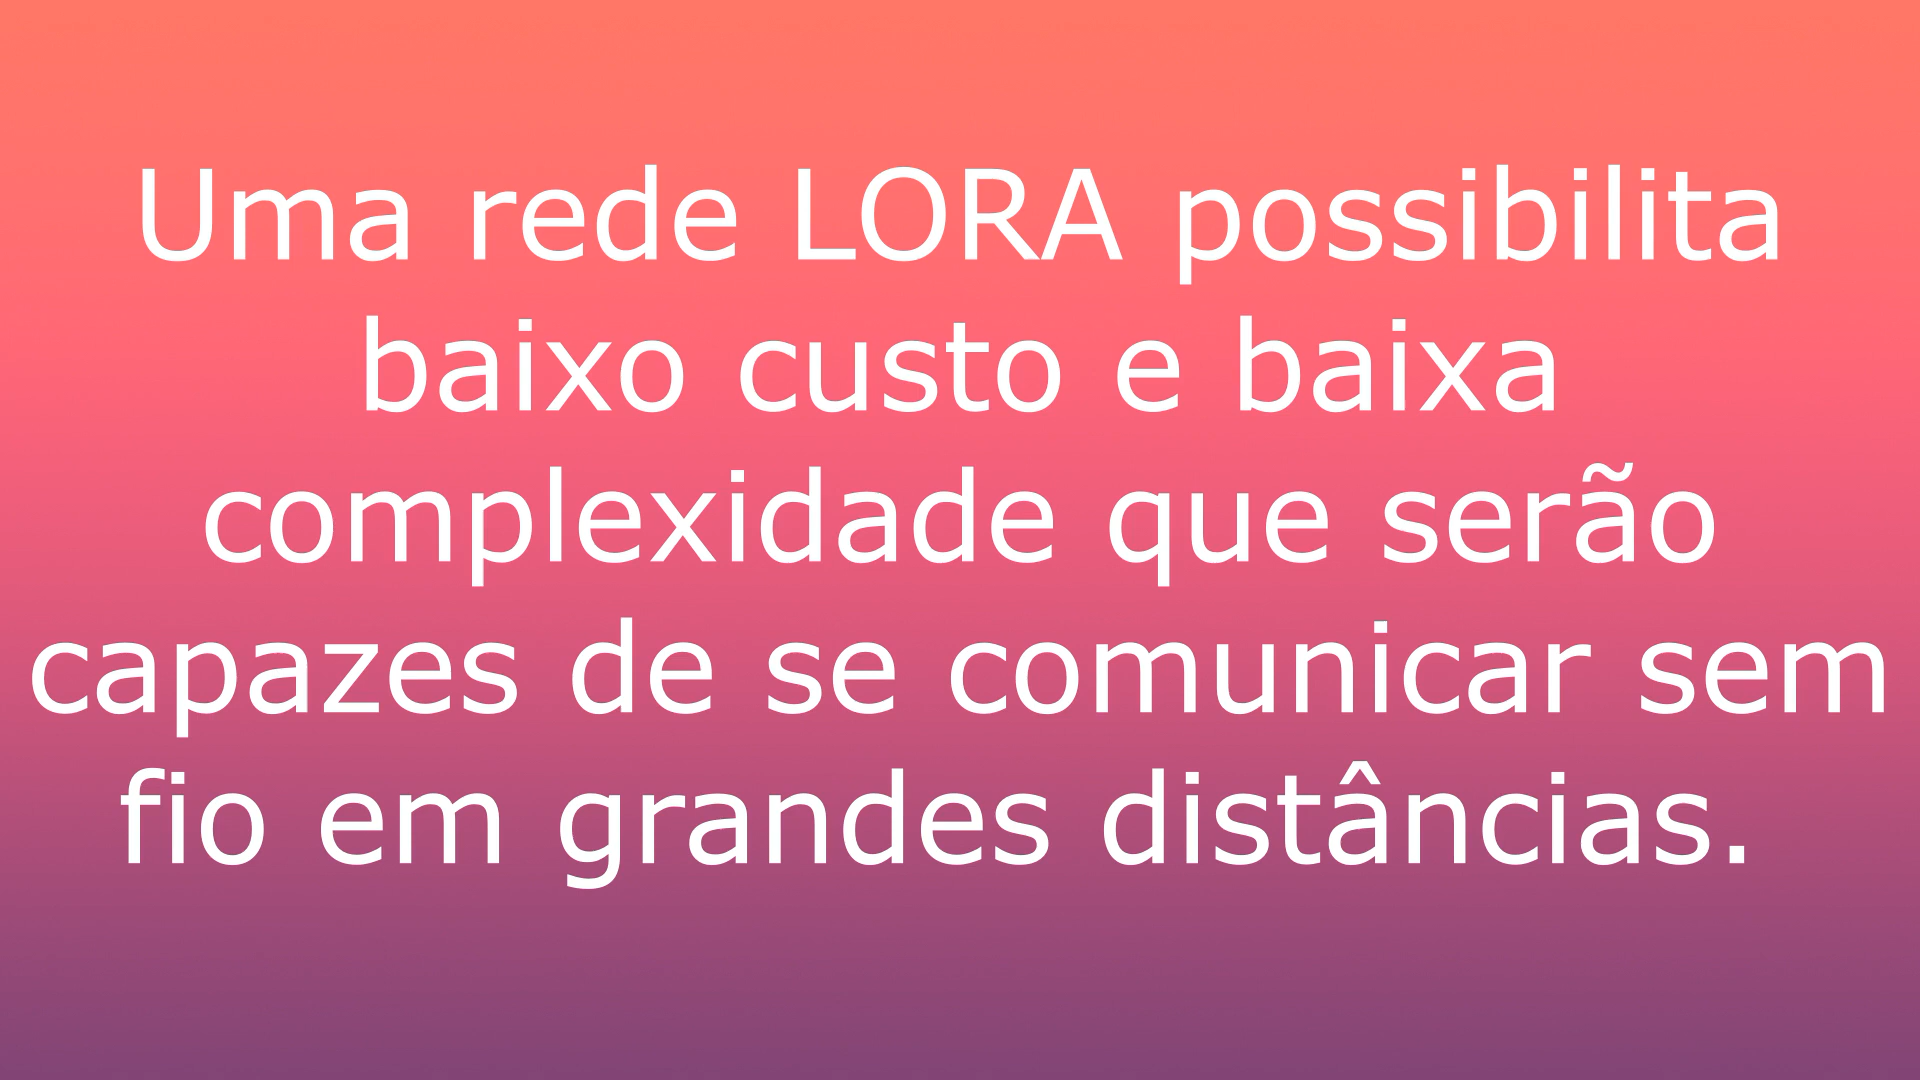 Uma rede LORA possibilita
baixo custo e baixa
complexidade que serão
capazes de se comunicar sem
fio em grandes distâncias.